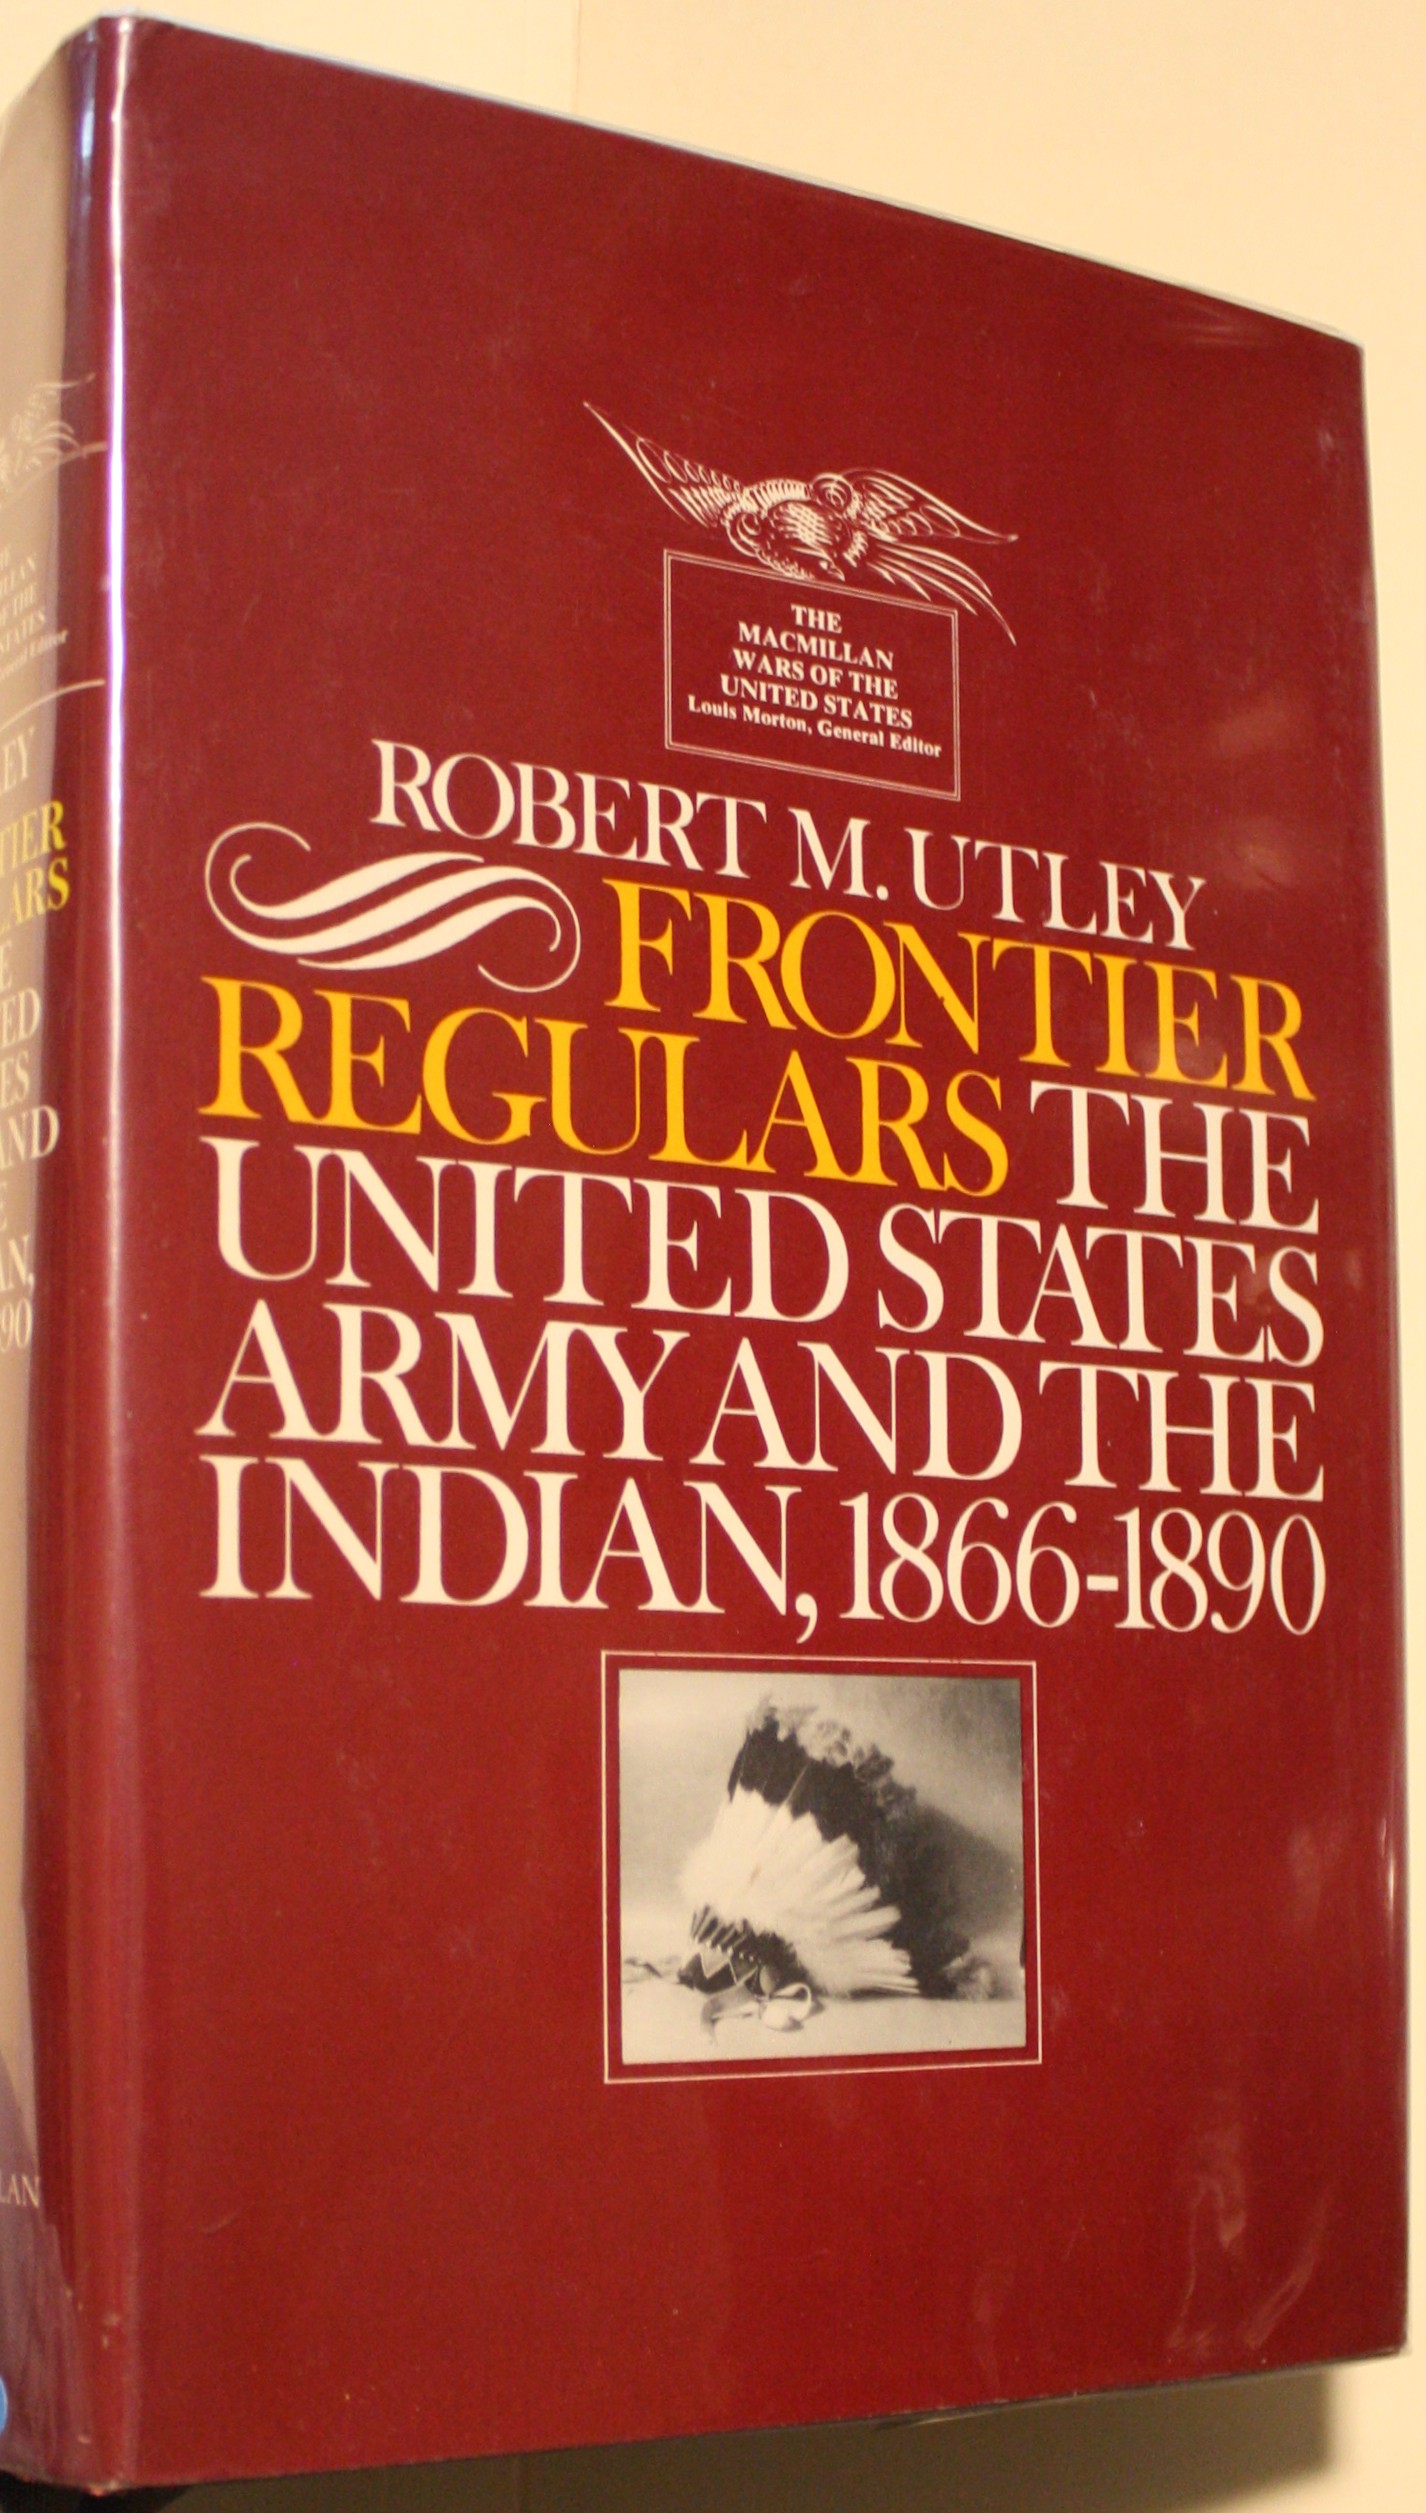 THE
MACMILLAN
WARS OF THE
UNITED STATES
Louis Morton, General Editor
ROBERT M. UTLEY
FRONTIER
REGULARS THE
UNITED STATES
ARMY AND THE
INDIAN, 1866-1890